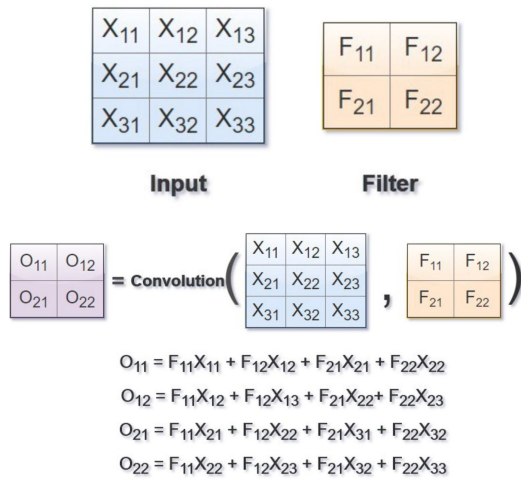 X₁₁ X₁₂ X₁₃ F₁₁ F₁₂
X₂₁ X₂₂ X₂₃ F₂₁ F₂₂
X₃₁ X₃₂ X₃₃
Input Filter
X₁₁ X₁₂ X₁₃
O₁₁ O₁₂ F₁₁ F₁₂
= Convolution( X₂₁ X₂₂ X₂₃ , )
O₂₁ O₂₂ F₂₁ F₂₂
X₃₁ X₃₂ X₃₃
O₁₁ = F₁₁X₁₁ + F₁₂X₁₂ + F₂₁X₂₁ + F₂₂X₂₂
O₁₂ = F₁₁X₁₂ + F₁₂X₁₃ + F₂₁X₂₂+ F₂₂X₂₃
O₂₁ = F₁₁X₂₁ + F₁₂X₂₂ + F₂₁X₃₁ + F₂₂X₃₂
O₂₂ = F₁₁X₂₂ + F₁₂X₂₃ + F₂₁X₃₂ + F₂₂X₃₃